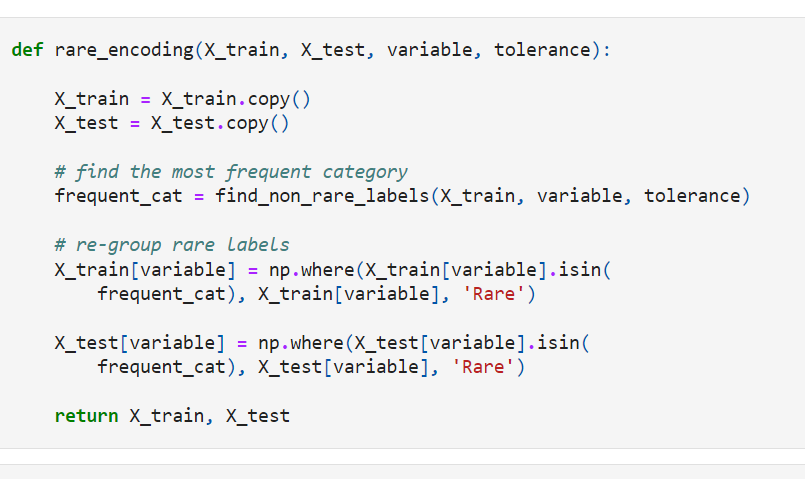 def rare_encoding(X_train, X_test, variable, tolerance):
X_train = X_train.copy()
X_test = X_test.copy()
# find the most frequent category
frequent_cat = find_non_rare_labels(X_train, variable, tolerance)
# re-group rare labels
X_train[variable] = np.where(X_train[variable].isin(
frequent_cat), X_train[variable], 'Rare')
X_test[variable] = np.where(X_test[variable].isin(
frequent_cat), X_test[variable], 'Rare')
return X_train, X_test